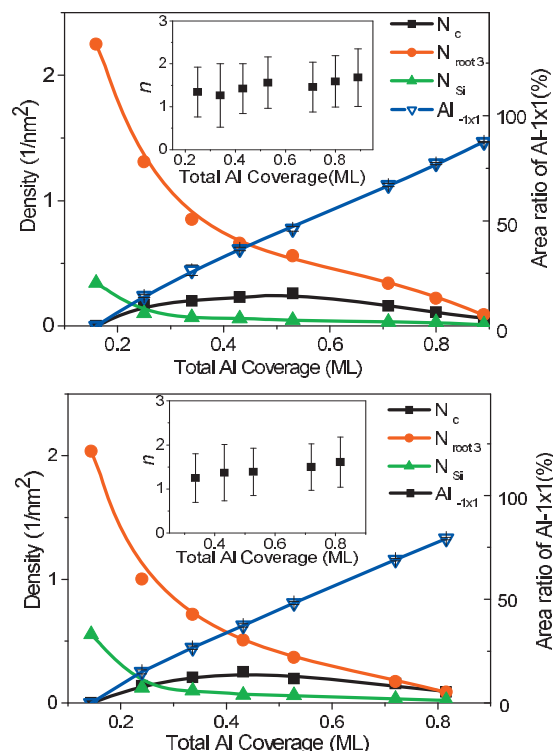 2
1
0
Density (1/nm²)
0.2
0.4
0.6
0.8
Total Al Coverage (ML)
100
50
0
Area ratio of Al-1x1(%)
N c
N root3
N Si
Al -1x1
2
1
0
n
0.2
0.4
0.6
0.8
Total Al Coverage(ML)
2
1
0
Density (1/nm²)
0.2
0.4
0.6
0.8
Total Al Coverage (ML)
100
50
0
Area ratio of Al-1x1(%)
N c
N root3
N Si
Al -1x1
3
2
1
0
n
0.4
0.6
0.8
Total Al Coverage (ML)